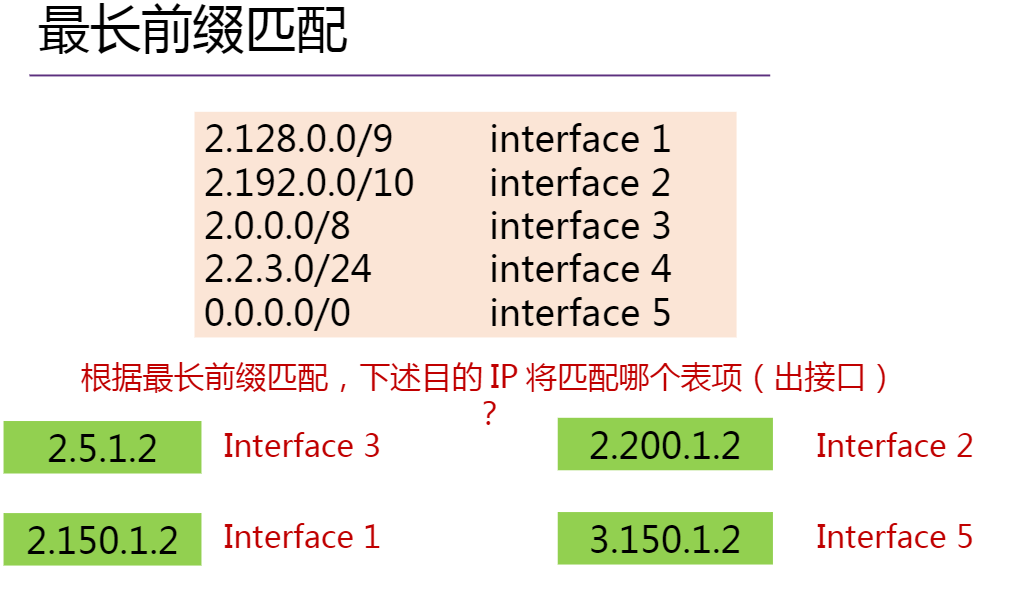 最长前缀匹配
2.128.0.0/9 interface 1
2.192.0.0/10 interface 2
2.0.0.0/8 interface 3
2.2.3.0/24 interface 4
0.0.0.0/0 interface 5
根据最长前缀匹配，下述目的 IP 将匹配哪个表项（出接口）
？
2.5.1.2 Interface 3 2.200.1.2 Interface 2
2.150.1.2 Interface 1 3.150.1.2 Interface 5